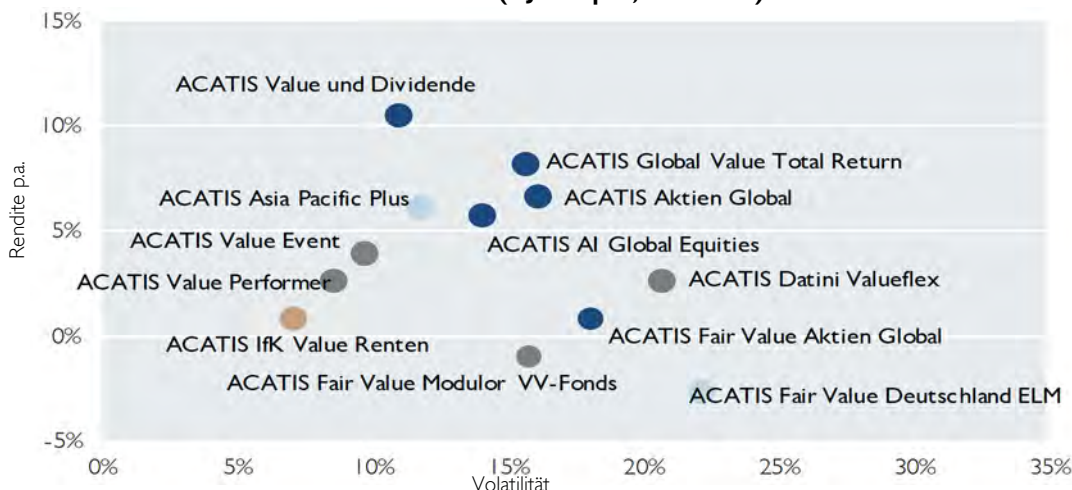 15%
ACATIS Value und Dividende
10%
ACATIS Global Value Total Return
ACATIS Asia Pacific Plus
ACATIS Aktien Global
Rendite p.a.
5%
ACATIS Value Event
ACATIS AI Global Equities
ACATIS Value Performer
ACATIS Datini Valueflex
0%
ACATIS IfK Value Renten
ACATIS Fair Value Aktien Global
ACATIS Fair Value Modulor VV-Fonds
ACATIS Fair Value Deutschland ELM
-5%
0% 5% 10% 15% 20% 25% 30% 35%
Volatilität